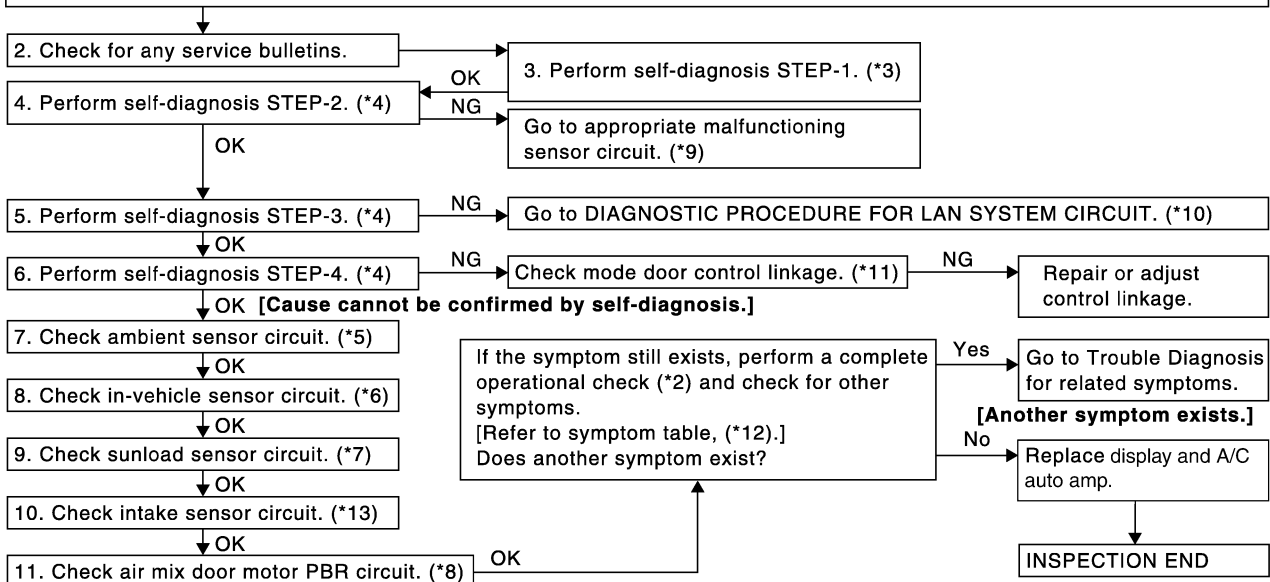 2. Check for any service bulletins.
3. Perform self-diagnosis STEP-1. (*3)
OK
4. Perform self-diagnosis STEP-2. (*4)
NG
Go to appropriate malfunctioning
sensor circuit. (*9)
OK
5. Perform self-diagnosis STEP-3. (*4)
NG
Go to DIAGNOSTIC PROCEDURE FOR LAN SYSTEM CIRCUIT. (*10)
OK
6. Perform self-diagnosis STEP-4. (*4)
NG
Check mode door control linkage. (*11)
NG
Repair or adjust
control linkage.
OK [Cause cannot be confirmed by self-diagnosis.]
7. Check ambient sensor circuit. (*5)
OK
8. Check in-vehicle sensor circuit. (*6)
OK
9. Check sunload sensor circuit. (*7)
OK
10. Check intake sensor circuit. (*13)
OK
11. Check air mix door motor PBR circuit. (*8)
OK
If the symptom still exists, perform a complete
operational check (*2) and check for other
symptoms.
[Refer to symptom table, (*12).]
Does another symptom exist?
Yes
Go to Trouble Diagnosis
for related symptoms.
[Another symptom exists.]
No
Replace display and A/C
auto amp.
INSPECTION END